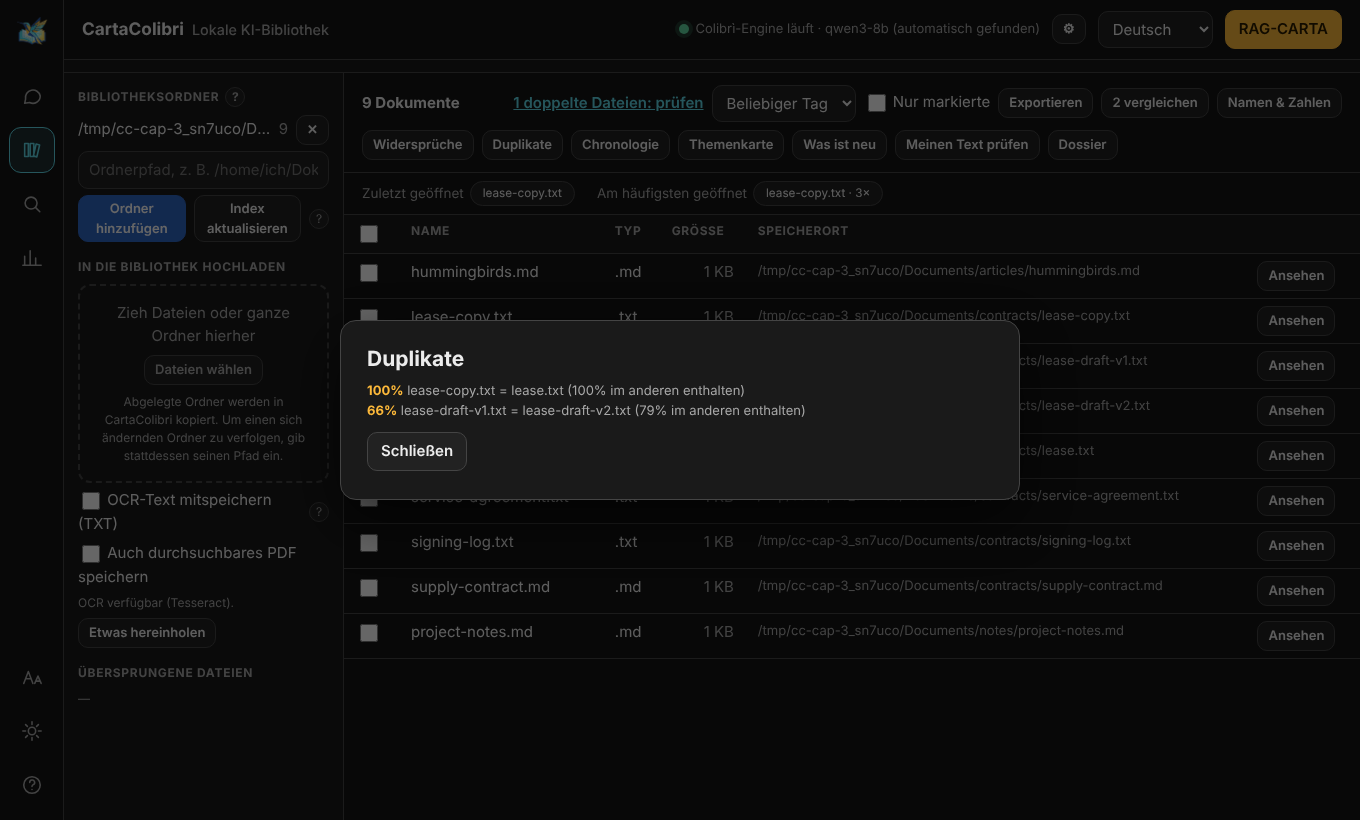 CartaColibri Lokale KI-Bibliothek
Colibri-Engine läuft · qwen3-8b (automatisch gefunden)
Deutsch
RAG-CARTA
BIBLIOTHEKSORDNER ?
/tmp/cc-cap-3_sn7uco/D… 9 ✕
Ordnerpfad, z. B. /home/ich/Dok
Ordner
hinzufügen
Index
aktualisieren
?
IN DIE BIBLIOTHEK HOCHLADEN
Zieh Dateien oder ganze
Ordner hierher
Dateien wählen
Abgelegte Ordner werden in
CartaColibri kopiert. Um einen sich
ändernden Ordner zu verfolgen, gib
stattdessen seinen Pfad ein.
OCR-Text mitspeichern
(TXT)
?
Auch durchsuchbares PDF
speichern
OCR verfügbar (Tesseract).
Etwas hereinholen
ÜBERSPRUNGENE DATEIEN
—
9 Dokumente
1 doppelte Dateien: prüfen
Beliebiger Tag
Nur markierte
Exportieren
2 vergleichen
Namen & Zahlen
Widersprüche
Duplikate
Chronologie
Themenkarte
Was ist neu
Meinen Text prüfen
Dossier
Zuletzt geöffnet lease-copy.txt Am häufigsten geöffnet lease-copy.txt · 3×
NAME TYP GRÖSSE SPEICHERORT
hummingbirds.md .md 1 KB /tmp/cc-cap-3_sn7uco/Documents/articles/hummingbirds.md Ansehen
lease-copy.txt .txt 1 KB /tmp/cc-cap-3_sn7uco/Documents/contracts/lease-copy.txt Ansehen
cts/lease-draft-v1.txt Ansehen
cts/lease-draft-v2.txt Ansehen
cts/lease.txt Ansehen
service-agreement.txt .txt 1 KB racts/service-agreement.txt Ansehen
signing-log.txt .txt 1 KB /tmp/cc-cap-3_sn7uco/Documents/contracts/signing-log.txt Ansehen
supply-contract.md .md 1 KB /tmp/cc-cap-3_sn7uco/Documents/contracts/supply-contract.md Ansehen
project-notes.md .md 1 KB /tmp/cc-cap-3_sn7uco/Documents/notes/project-notes.md Ansehen
Duplikate
100% lease-copy.txt = lease.txt (100% im anderen enthalten)
66% lease-draft-v1.txt = lease-draft-v2.txt (79% im anderen enthalten)
Schließen
AA